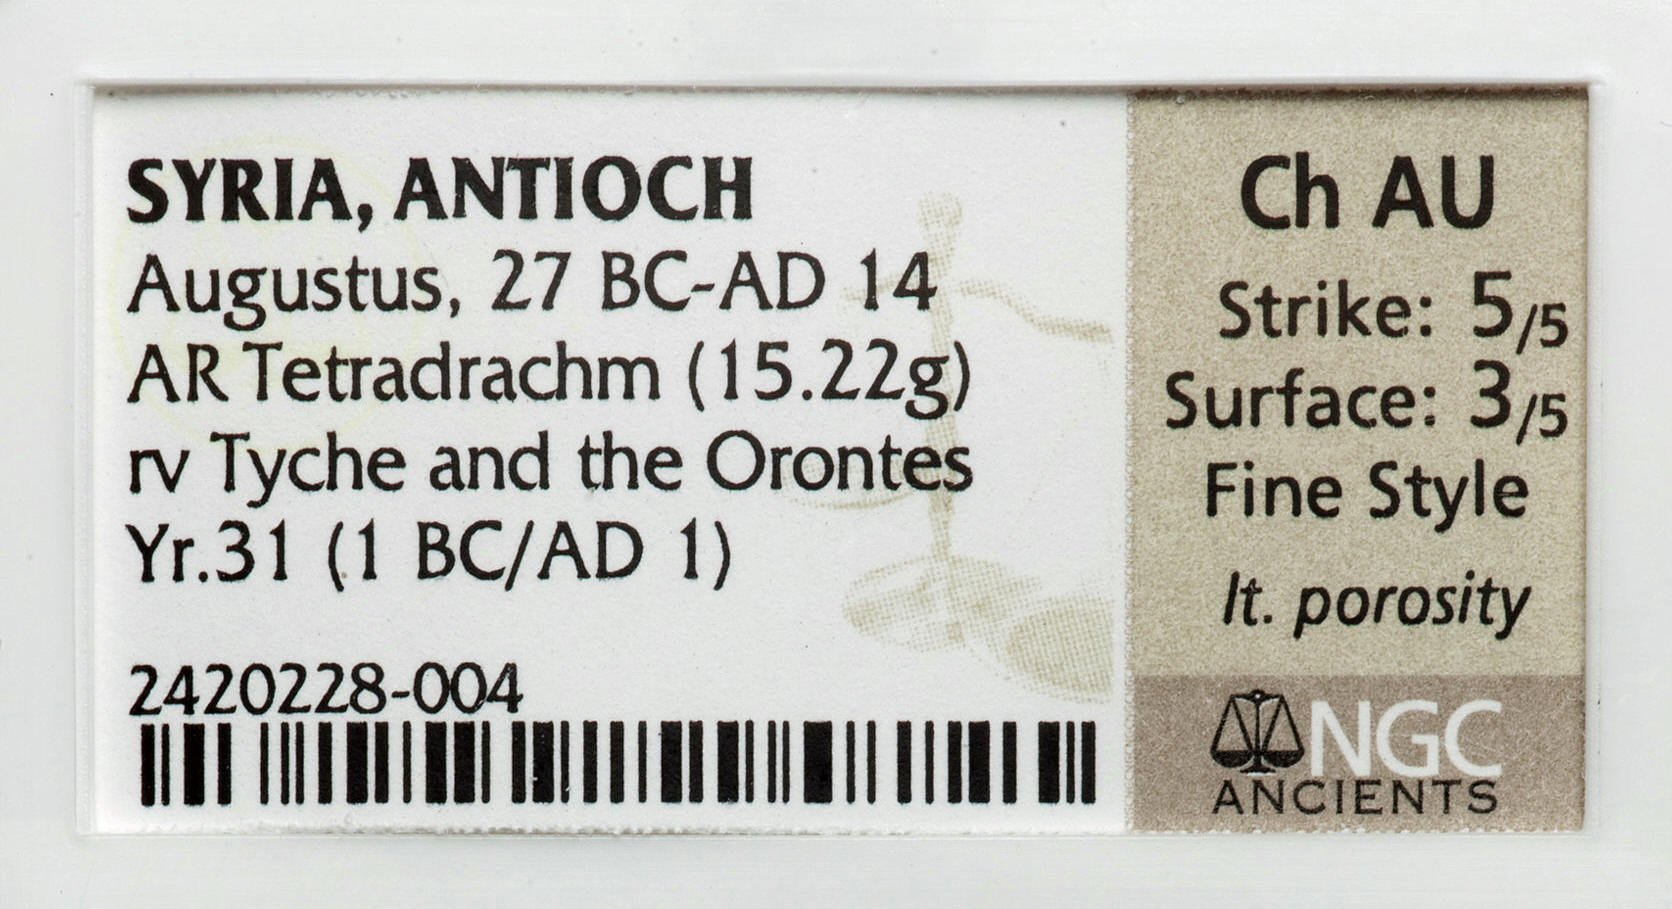 SYRIA, ANTIOCH
Augustus, 27 BC-AD 14
AR Tetradrachm (15.22g)
rv Tyche and the Orontes
Yr.31 (1 BC/AD 1)
2420228-004
Ch AU
Strike: 5/5
Surface: 3/5
Fine Style
lt. porosity
NGC
ANCIENTS